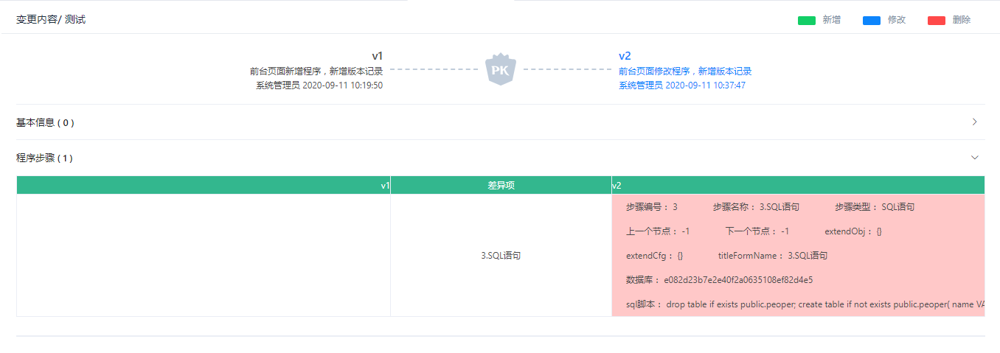 变更内容/ 测试
新增 修改 删除
v1
前台页面新增程序，新增版本记录
系统管理员 2020-09-11 10:19:50
PK
v2
前台页面修改程序，新增版本记录
系统管理员 2020-09-11 10:37:47
基本信息 ( 0 )
程序步骤 ( 1 )
v1 差异项 v2
3.SQL语句
步骤编号： 3 步骤名称： 3.SQL语句 步骤类型： SQL语句
上一个节点： -1 下一个节点： -1 extendObj： {}
extendCfg： {} titleFormName： 3.SQL语句
数据库： e082d23b7e2e40f2a0635108ef82d4e5
sql脚本： drop table if exists public.peoper; create table if not exists public.peoper( name VA